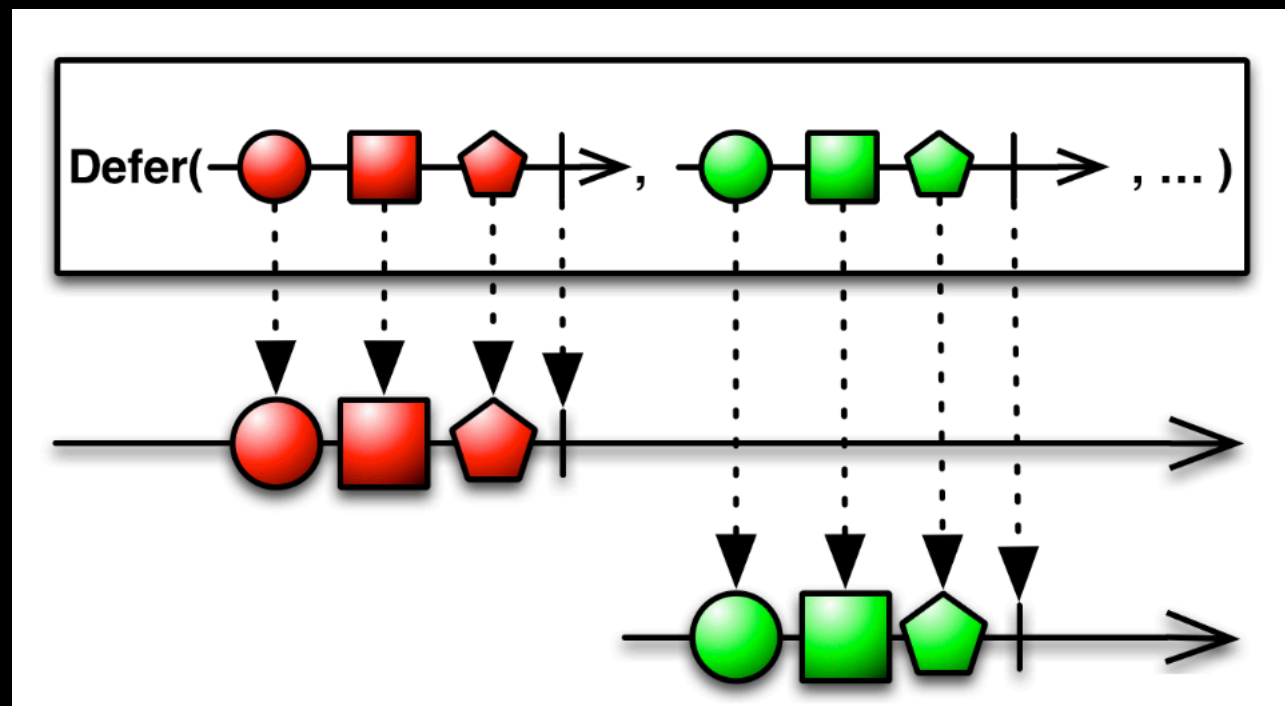 Defer( , , ... )